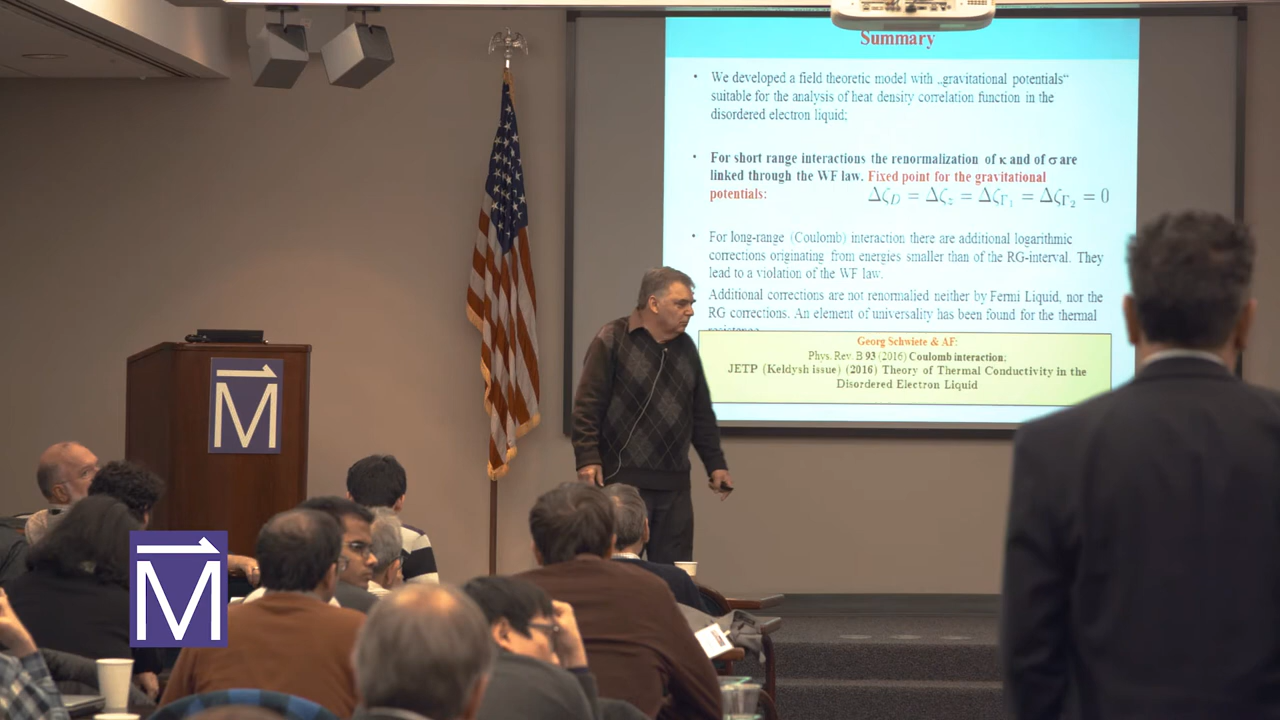 Summary
• We developed a field theoretic model with „gravitational potentials“
suitable for the analysis of heat density correlation function in the
disordered electron liquid;
• For short range interactions the renormalization of κ and of σ are
linked through the WF law. Fixed point for the gravitational
potentials: Δζ_D = Δζ_z = Δζ_Γ₁ = Δζ_Γ₂ = 0
• For long-range (Coulomb) interaction there are additional logarithmic
corrections originating from energies smaller than of the RG-interval. They
lead to a violation of the WF law.
Additional corrections are not renormalied neither by Fermi Liquid, nor the
RG corrections. An element of universality has been found for the thermal
Georg Schwiete & AF:
Phys. Rev. B 93 (2016) Coulomb interaction;
JETP (Keldysh issue) (2016) Theory of Thermal Conductivity in the
Disordered Electron Liquid
M
M